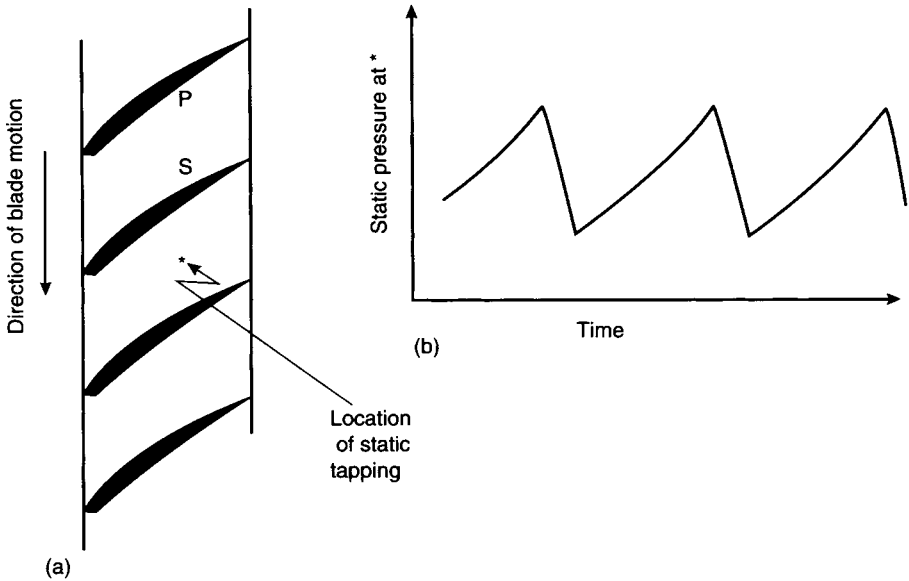 Direction of blade motion
P
S
*
Location
of static
tapping
(a)
Static pressure at *
Time
(b)